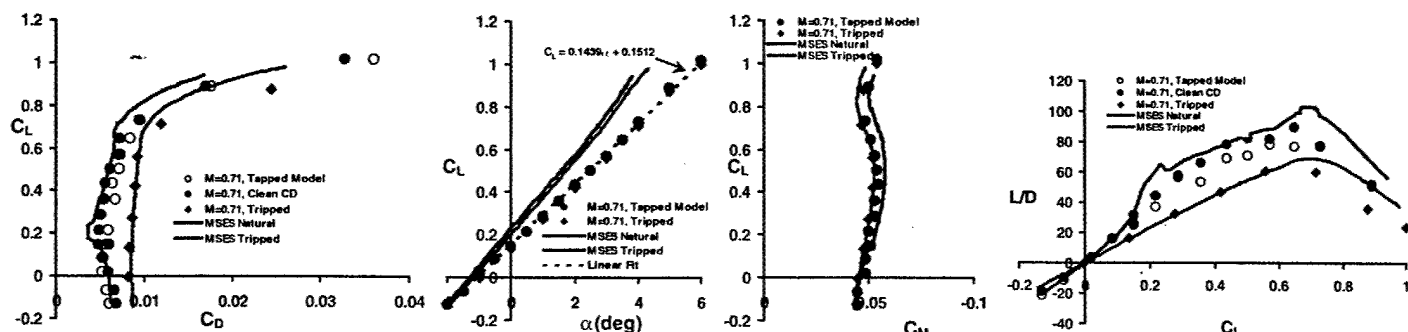 1.2
1
0.8
C_L
0.6
0.4
0.2
0
-0.2
0
0.01
0.02
0.03
0.04
C_D
M=0.71, Tapped Model
M=0.71, Clean CD
M=0.71, Tripped
MSES Natural
MSES Tripped
1.2
1
0.8
C_L
0.6
0.4
0.2
0
-0.2
0
2
4
6
α(deg)
C_L = 0.1439α + 0.1512
M=0.71, Tapped Model
M=0.71, Tripped
MSES Natural
MSES Tripped
Linear Fit
M=0.71, Tapped Model
M=0.71, Tripped
MSES Natural
MSES Tripped
1.2
1
0.8
C_L
0.6
0.4
0.2
0
-0.2
-0.05
-0.1
C_M
M=0.71, Tapped Model
M=0.71, Clean CD
M=0.71, Tripped
MSES Natural
MSES Tripped
120
100
80
60
L/D
40
20
0
-20
-40
-0.2
0
0.2
0.4
0.6
0.8
1